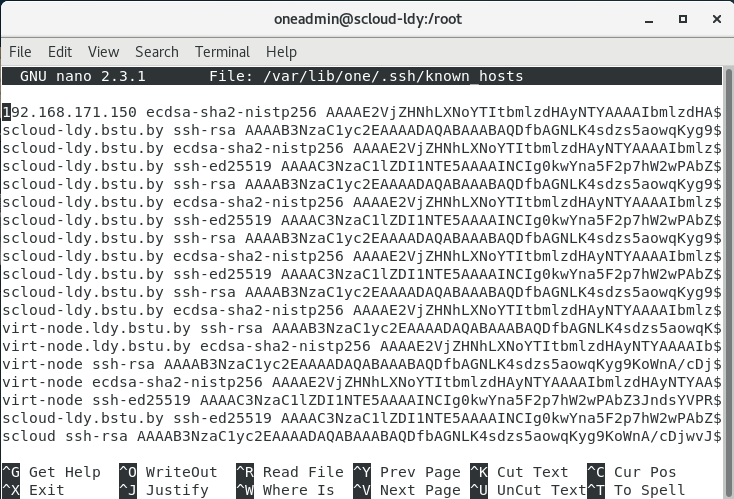 oneadmin@scloud-ldy:/root
File Edit View Search Terminal Help
GNU nano 2.3.1 File: /var/lib/one/.ssh/known_hosts
192.168.171.150 ecdsa-sha2-nistp256 AAAAE2VjZHNhLXNoYTItbmlzdHAyNTYAAAAIbmlzdHA$
scloud-ldy.bstu.by ssh-rsa AAAAB3NzaC1yc2EAAAADAQABAAABAQDfbAGNLK4sdzs5aowqKyg9$
scloud-ldy.bstu.by ecdsa-sha2-nistp256 AAAAE2VjZHNhLXNoYTItbmlzdHAyNTYAAAAIbmlz$
scloud-ldy.bstu.by ssh-ed25519 AAAAC3NzaC1lZDI1NTE5AAAAINCIg0kwYna5F2p7hW2wPAbZ$
scloud-ldy.bstu.by ssh-rsa AAAAB3NzaC1yc2EAAAADAQABAAABAQDfbAGNLK4sdzs5aowqKyg9$
scloud-ldy.bstu.by ecdsa-sha2-nistp256 AAAAE2VjZHNhLXNoYTItbmlzdHAyNTYAAAAIbmlz$
scloud-ldy.bstu.by ssh-ed25519 AAAAC3NzaC1lZDI1NTE5AAAAINCIg0kwYna5F2p7hW2wPAbZ$
scloud-ldy.bstu.by ssh-rsa AAAAB3NzaC1yc2EAAAADAQABAAABAQDfbAGNLK4sdzs5aowqKyg9$
scloud-ldy.bstu.by ecdsa-sha2-nistp256 AAAAE2VjZHNhLXNoYTItbmlzdHAyNTYAAAAIbmlz$
scloud-ldy.bstu.by ssh-ed25519 AAAAC3NzaC1lZDI1NTE5AAAAINCIg0kwYna5F2p7hW2wPAbZ$
scloud-ldy.bstu.by ssh-rsa AAAAB3NzaC1yc2EAAAADAQABAAABAQDfbAGNLK4sdzs5aowqKyg9$
scloud-ldy.bstu.by ecdsa-sha2-nistp256 AAAAE2VjZHNhLXNoYTItbmlzdHAyNTYAAAAIbmlz$
virt-node.ldy.bstu.by ssh-rsa AAAAB3NzaC1yc2EAAAADAQABAAABAQDfbAGNLK4sdzs5aowqK$
virt-node.ldy.bstu.by ecdsa-sha2-nistp256 AAAAE2VjZHNhLXNoYTItbmlzdHAyNTYAAAAIb$
virt-node ssh-rsa AAAAB3NzaC1yc2EAAAADAQABAAABAQDfbAGNLK4sdzs5aowqKyg9KoWnA/cDj$
virt-node ecdsa-sha2-nistp256 AAAAE2VjZHNhLXNoYTItbmlzdHAyNTYAAAAIbmlzdHAyNTYAA$
virt-node ssh-ed25519 AAAAC3NzaC1lZDI1NTE5AAAAINCIg0kwYna5F2p7hW2wPAbZ3JndsYVPR$
scloud-ldy.bstu.by ssh-ed25519 AAAAC3NzaC1lZDI1NTE5AAAAINCIg0kwYna5F2p7hW2wPAbZ$
scloud ssh-rsa AAAAB3NzaC1yc2EAAAADAQABAAABAQDfbAGNLK4sdzs5aowqKyg9KoWnA/cDjwvJ$
^G Get Help ^O WriteOut ^R Read File ^Y Prev Page ^K Cut Text ^C Cur Pos
^X Exit ^J Justify ^W Where Is ^V Next Page ^U UnCut Text ^T To Spell